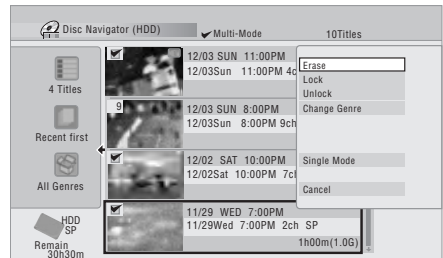 Disc Navigator (HDD)
Multi-Mode
10Titles
4 Titles
Recent first
All Genres
HDD
SP
Remain
30h30m
12/03 SUN 11:00PM
12/03Sun 11:00PM 4c
9
12/03 SUN 8:00PM
12/03Sun 8:00PM 9ch
12/02 SAT 10:00PM
12/02Sat 10:00PM 7ch
11/29 WED 7:00PM
11/29Wed 7:00PM 2ch SP
1h00m(1.0G)
Erase
Lock
Unlock
Change Genre
Single Mode
Cancel